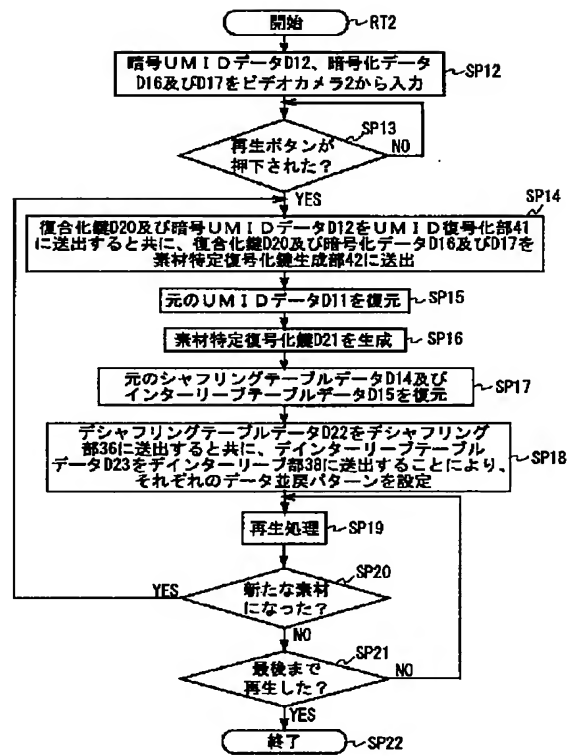 開始
RT2
暗号UMIDデータD12、暗号化データ
D16及びD17をビデオカメラ2から入力
SP12
再生ボタンが
押下された?
SP13
NO
YES
SP14
復合化鍵D20及び暗号UMIDデータD12をUMID復号化部41
に送出すると共に、復合化鍵D20及び暗号化データD16及びD17を
素材特定復号化鍵生成部42に送出
元のUMIDデータD11を復元
SP15
素材特定復号化鍵D21を生成
SP16
元のシャフリングテーブルデータD14及び
インターリーブテーブルデータD15を復元
SP17
デシャフリングテーブルデータD22をデシャフリング
部36に送出すると共に、デインターリーブテーブル
データD23をデインターリーブ部38に送出することにより、
それぞれのデータ並戻パターンを設定
SP18
再生処理
SP19
YES
新たな素材
になった?
SP20
NO
最後まで
再生した?
SP21
NO
YES
終了
SP22